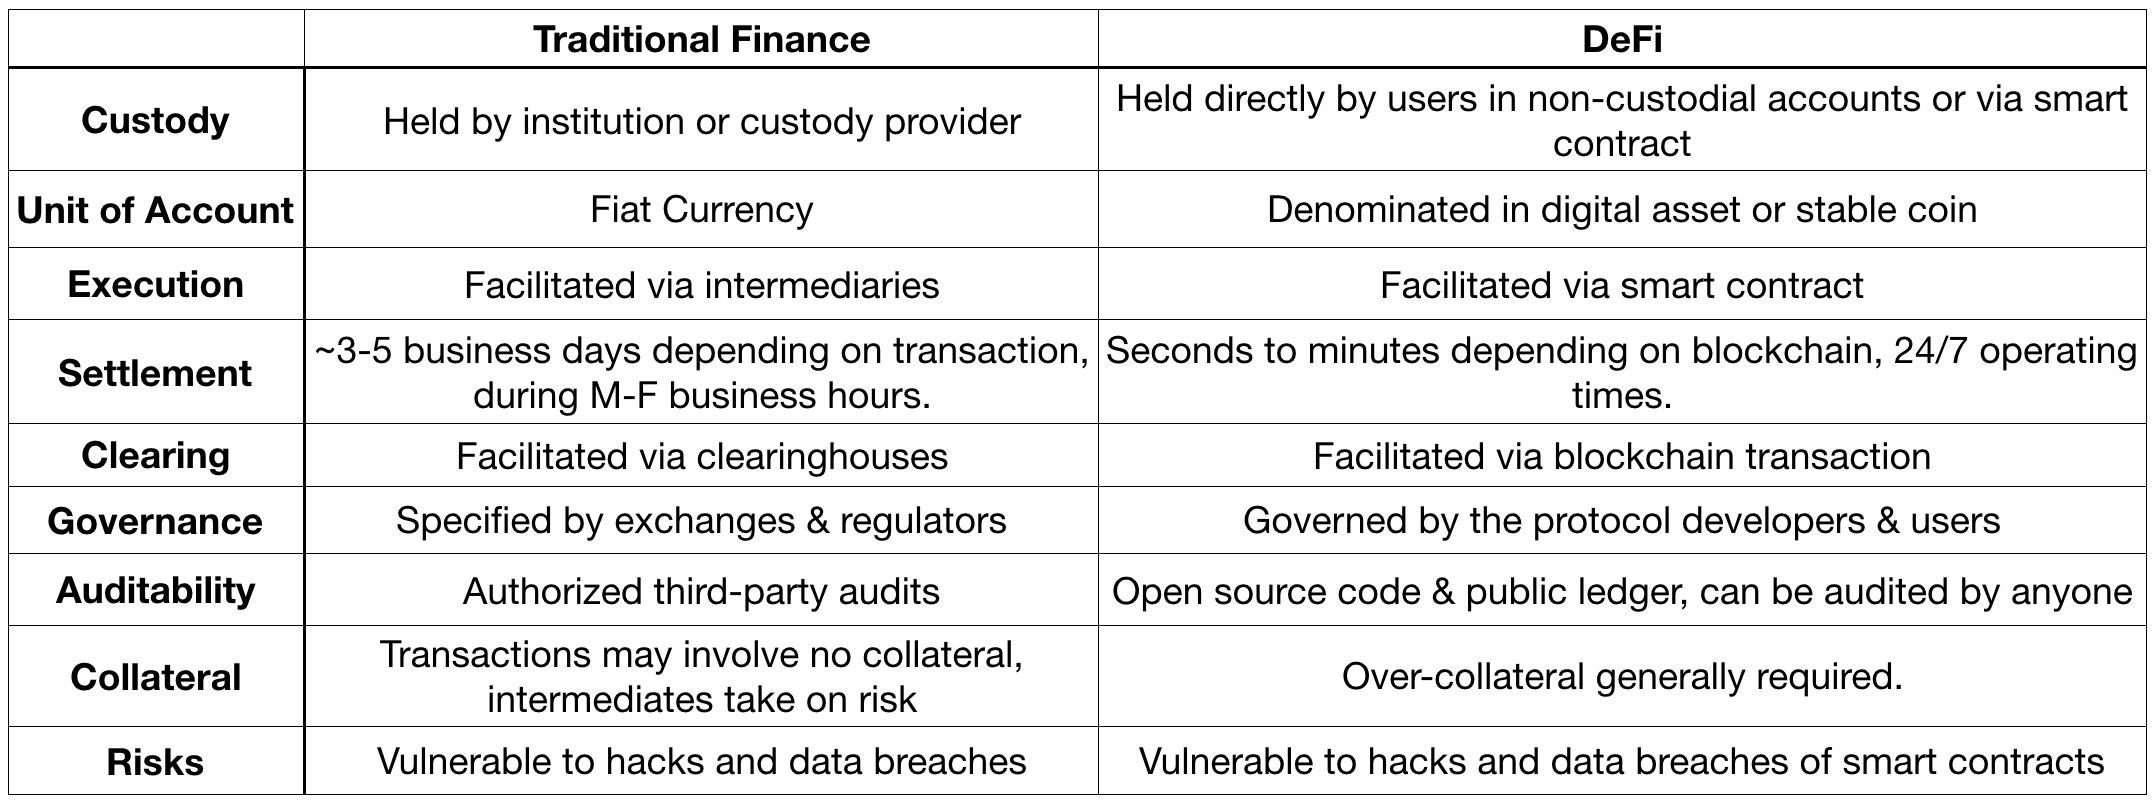 Traditional Finance
DeFi
Custody
Held by institution or custody provider
Held directly by users in non-custodial accounts or via smart
contract
Unit of Account
Fiat Currency
Denominated in digital asset or stable coin
Execution
Facilitated via intermediaries
Facilitated via smart contract
Settlement
~3-5 business days depending on transaction,
during M-F business hours.
Seconds to minutes depending on blockchain, 24/7 operating
times.
Clearing
Facilitated via clearinghouses
Facilitated via blockchain transaction
Governance
Specified by exchanges & regulators
Governed by the protocol developers & users
Auditability
Authorized third-party audits
Open source code & public ledger, can be audited by anyone
Collateral
Transactions may involve no collateral,
intermediates take on risk
Over-collateral generally required.
Risks
Vulnerable to hacks and data breaches
Vulnerable to hacks and data breaches of smart contracts